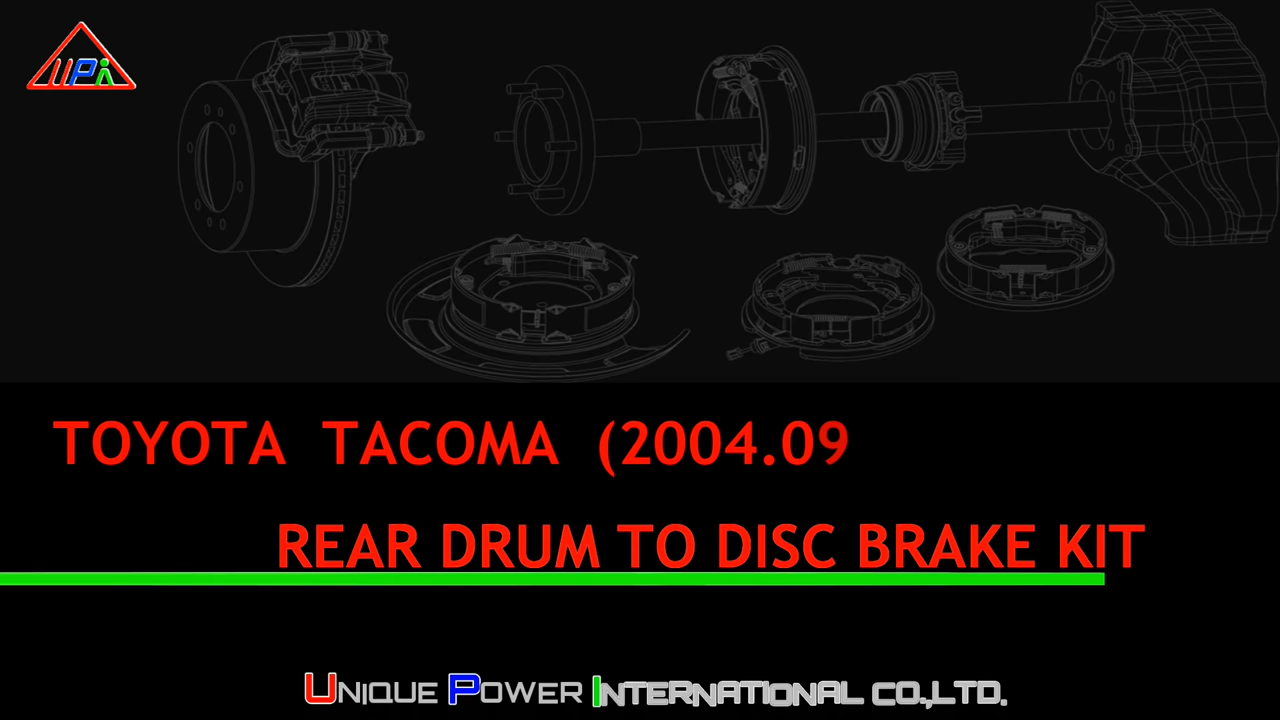 UPi
TOYOTA TACOMA (2004.09
REAR DRUM TO DISC BRAKE KIT
UNIQUE POWER INTERNATIONAL CO.,LTD.